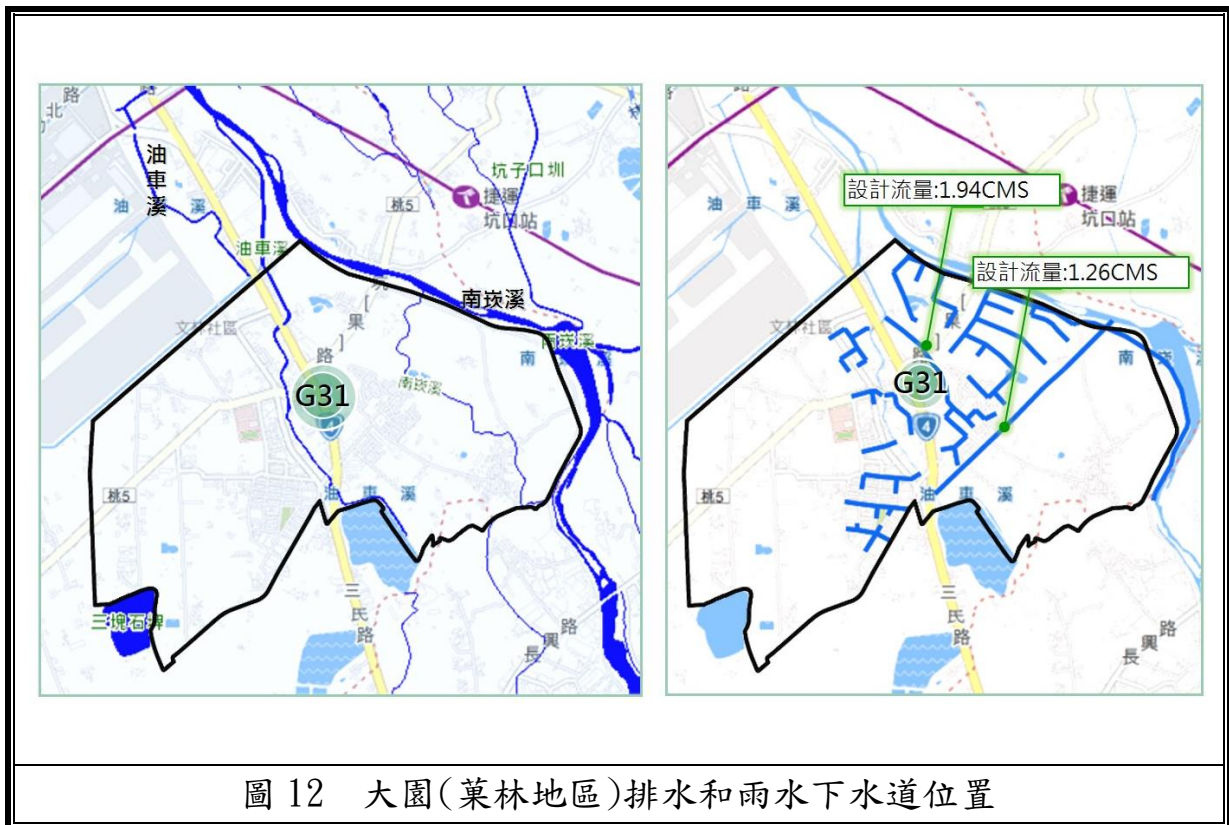 路
北
路
油
車
溪
油 車 溪
坑子口圳
捷運
坑口站
桃5
油車溪
南崁溪
南崁溪
文林社區
果
路
南
南崁溪
G31
4
桃5
油 車 溪
三
民
路
三塊石埤
長
興
路
路
設計流量:1.94CMS
捷運
坑口站
油 車 溪
設計流量:1.26CMS
文林社區
果
路
南
G31
4
桃5
油 車 溪
三
民
路
長
興
路
圖 12 大園(菓林地區)排水和雨水下水道位置